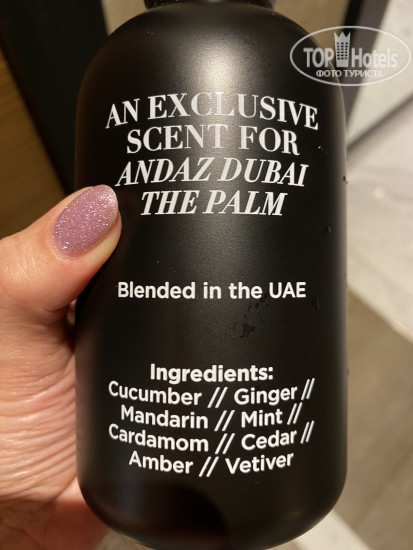 TOP Hotels
ФОТО ТУРИСТА
AN EXCLUSIVE
SCENT FOR
ANDAZ DUBAI
THE PALM
Blended in the UAE
Ingredients:
Cucumber // Ginger //
Mandarin // Mint //
Cardamom // Cedar //
Amber // Vetiver